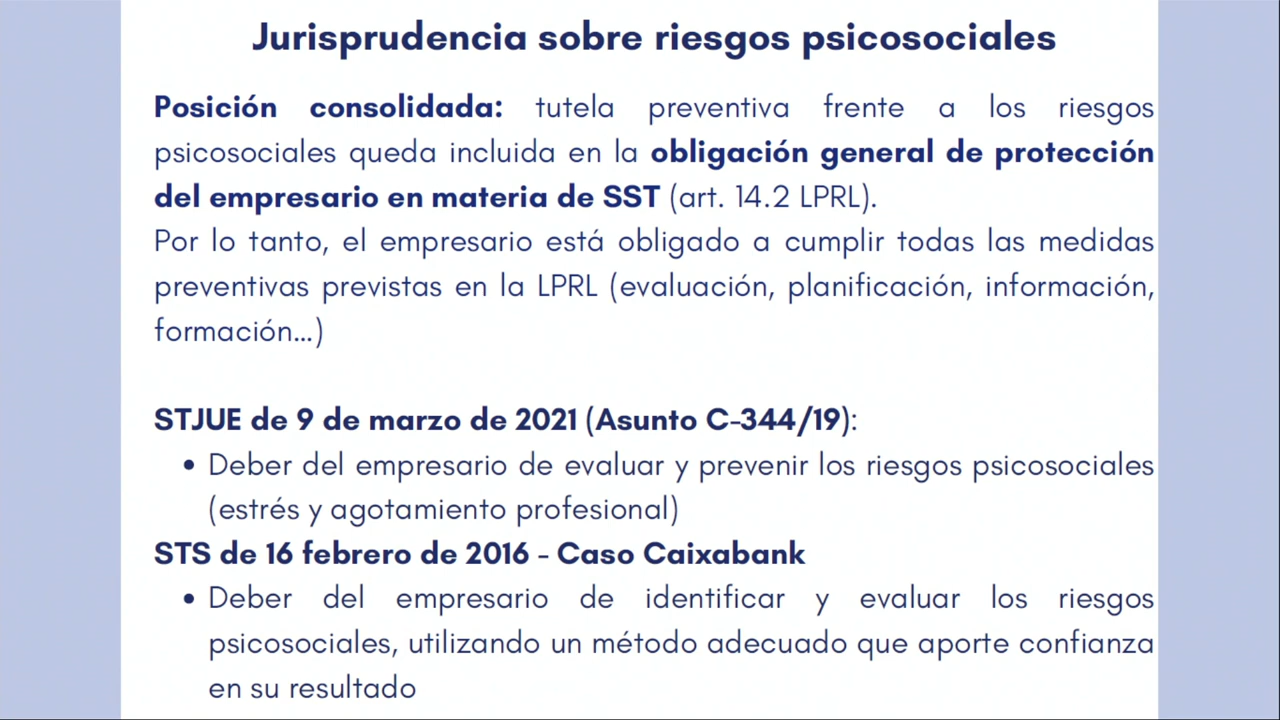 Jurisprudencia sobre riesgos psicosociales
Posición consolidada: tutela preventiva frente a los riesgos
psicosociales queda incluida en la obligación general de protección
del empresario en materia de SST (art. 14.2 LPRL).
Por lo tanto, el empresario está obligado a cumplir todas las medidas
preventivas previstas en la LPRL (evaluación, planificación, información,
formación...)
STJUE de 9 de marzo de 2021 (Asunto C-344/19):
• Deber del empresario de evaluar y prevenir los riesgos psicosociales
(estrés y agotamiento profesional)
STS de 16 febrero de 2016 - Caso Caixabank
• Deber del empresario de identificar y evaluar los riesgos
psicosociales, utilizando un método adecuado que aporte confianza
en su resultado